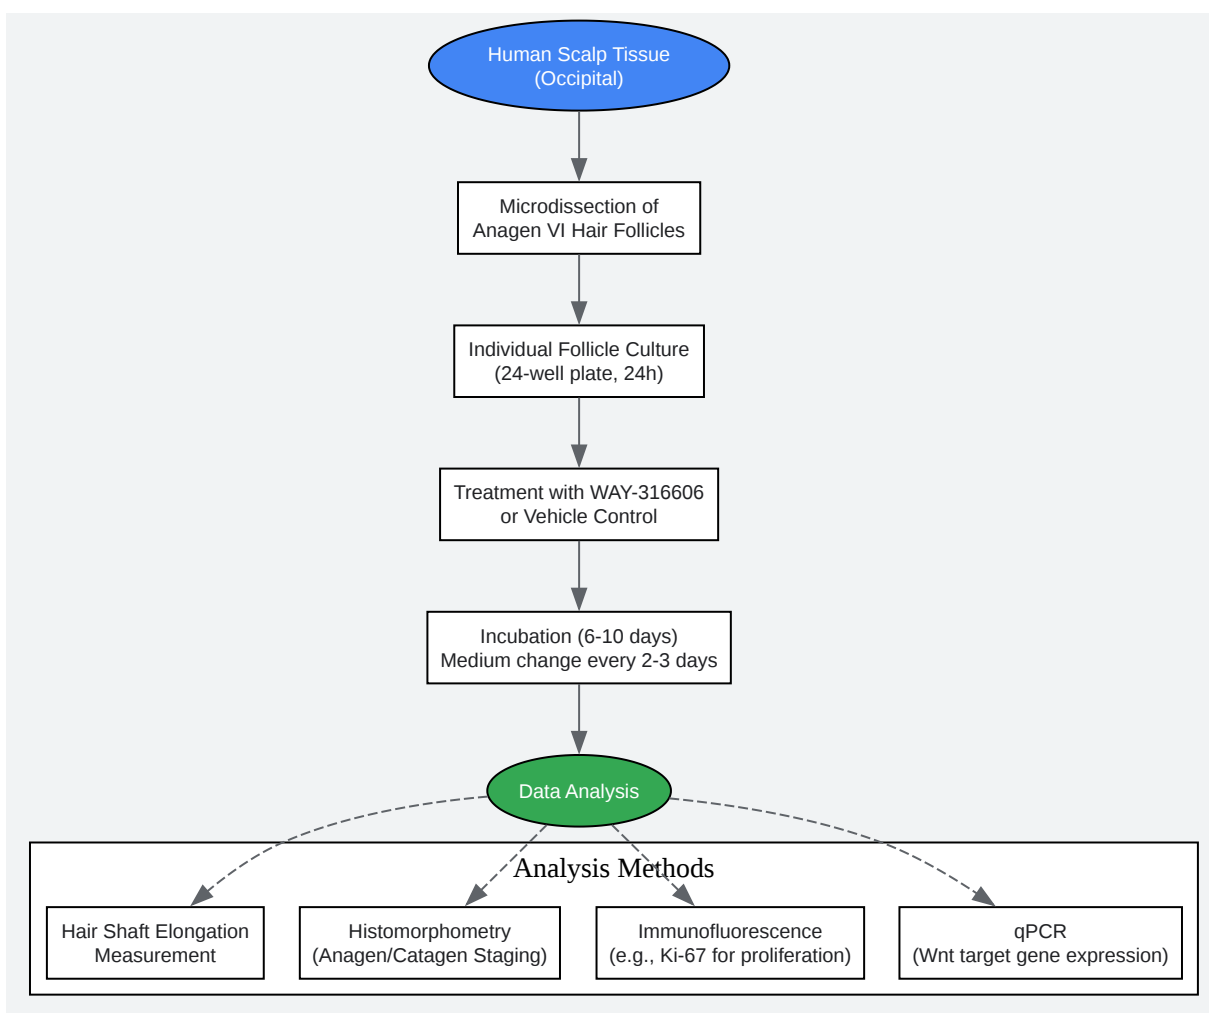 Human Scalp Tissue
(Occipital)
Microdissection of
Anagen VI Hair Follicles
Individual Follicle Culture
(24-well plate, 24h)
Treatment with WAY-316606
or Vehicle Control
Incubation (6-10 days)
Medium change every 2-3 days
Data Analysis
Analysis Methods
Hair Shaft Elongation
Measurement
Histomorphometry
(Anagen/Catagen Staging)
Immunofluorescence
(e.g., Ki-67 for proliferation)
qPCR
(Wnt target gene expression)